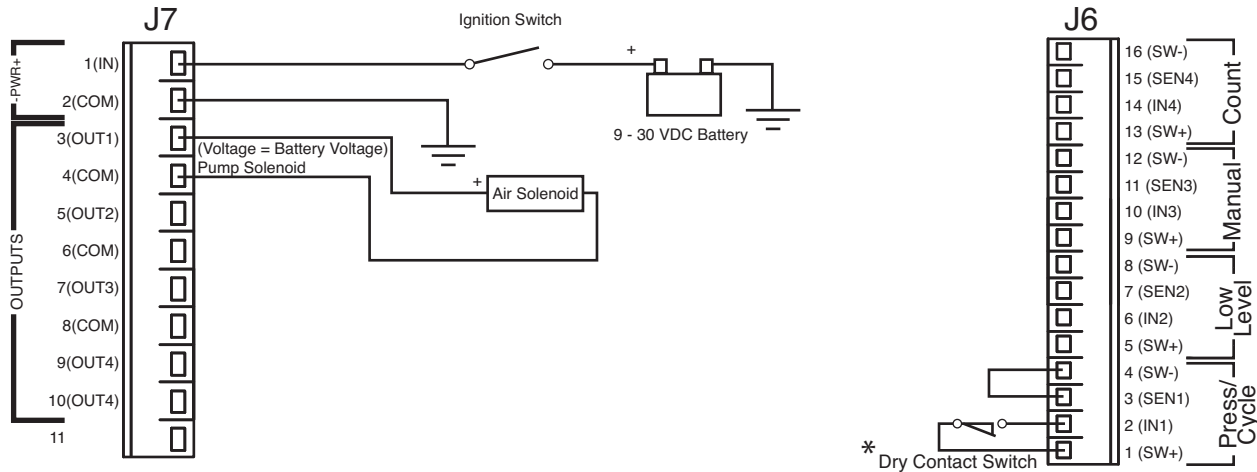 J7
Ignition Switch
J6
-PWR+
1(IN)
2(COM)
+
9 - 30 VDC Battery
OUTPUTS
3(OUT1)
4(COM)
5(OUT2)
6(COM)
7(OUT3)
8(COM)
9(OUT4)
10(OUT4)
11
(Voltage = Battery Voltage)
Pump Solenoid
+
Air Solenoid
16 (SW-)
15 (SEN4)
14 (IN4)
13 (SW+)
Count
12 (SW-)
11 (SEN3)
10 (IN3)
9 (SW+)
Manual
8 (SW-)
7 (SEN2)
6 (IN2)
5 (SW+)
Low
Level
4 (SW-)
3 (SEN1)
2 (IN1)
1 (SW+)
Press/
Cycle
* Dry Contact Switch